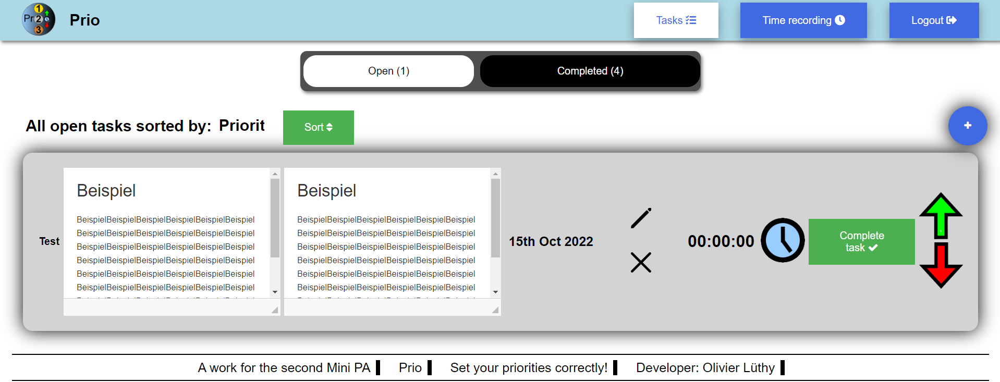 Pr 1 2 3
Prio
Tasks
Time recording
Logout
Open (1)
Completed (4)
All open tasks sorted by: Priorit
Sort
+
Test
Beispiel
BeispielBeispielBeispielBeispielBeispielBeispiel
BeispielBeispielBeispielBeispielBeispielBeispiel
BeispielBeispielBeispielBeispielBeispielBeispiel
BeispielBeispielBeispielBeispielBeispielBeispiel
BeispielBeispielBeispielBeispielBeispielBeispiel
BeispielBeispielBeispielBeispielBeispielBeispiel
Beispiel
BeispielBeispielBeispielBeispielBeispielBeispiel
BeispielBeispielBeispielBeispielBeispielBeispiel
BeispielBeispielBeispielBeispielBeispielBeispiel
BeispielBeispielBeispielBeispielBeispielBeispiel
BeispielBeispielBeispielBeispielBeispielBeispiel
BeispielBeispielBeispielBeispielBeispielBeispiel
15th Oct 2022
00:00:00
Complete
task
A work for the second Mini PA
Prio
Set your priorities correctly!
Developer: Olivier Lüthy